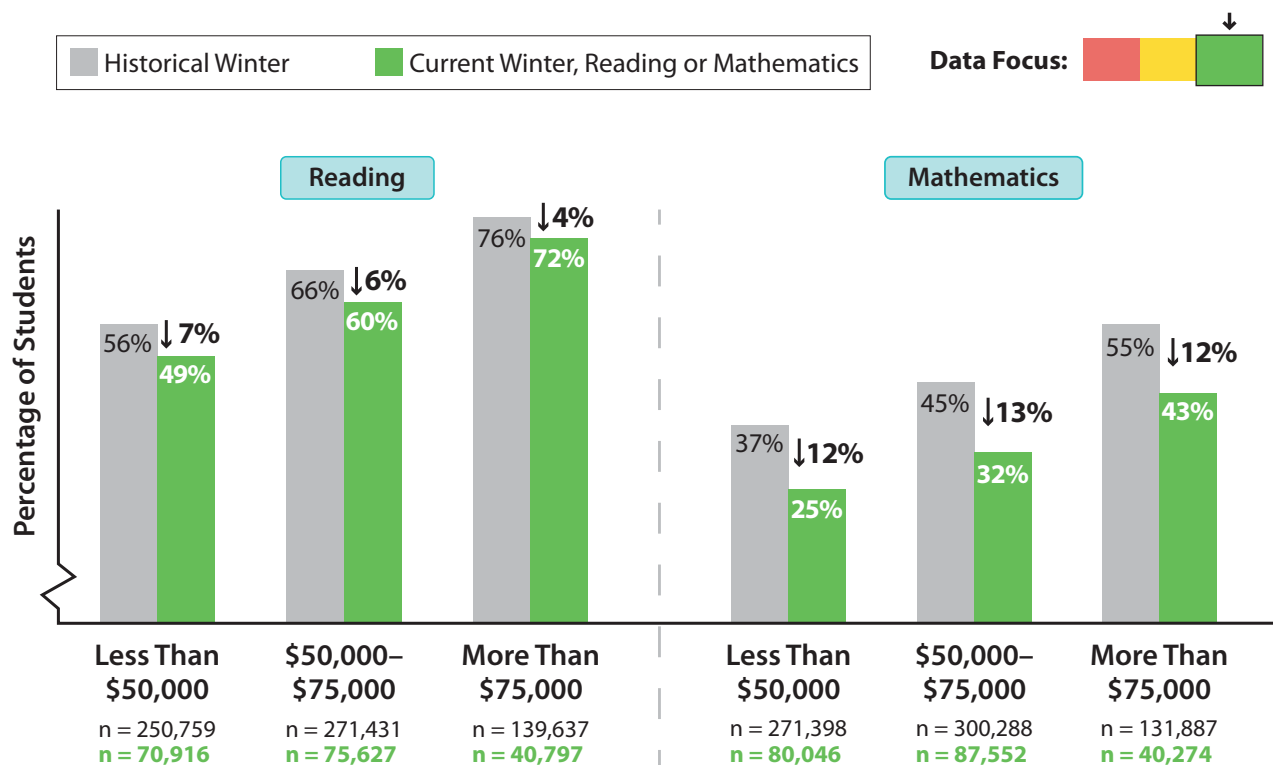 Historical Winter
Current Winter, Reading or Mathematics
Data Focus:
↓
Reading
Mathematics
Percentage of Students
56%
↓7%
49%
66%
↓6%
60%
76%
↓4%
72%
37%
↓12%
25%
45%
↓13%
32%
55%
↓12%
43%
Less Than
$50,000
n = 250,759
n = 70,916
$50,000–
$75,000
n = 271,431
n = 75,627
More Than
$75,000
n = 139,637
n = 40,797
Less Than
$50,000
n = 271,398
n = 80,046
$50,000–
$75,000
n = 300,288
n = 87,552
More Than
$75,000
n = 131,887
n = 40,274